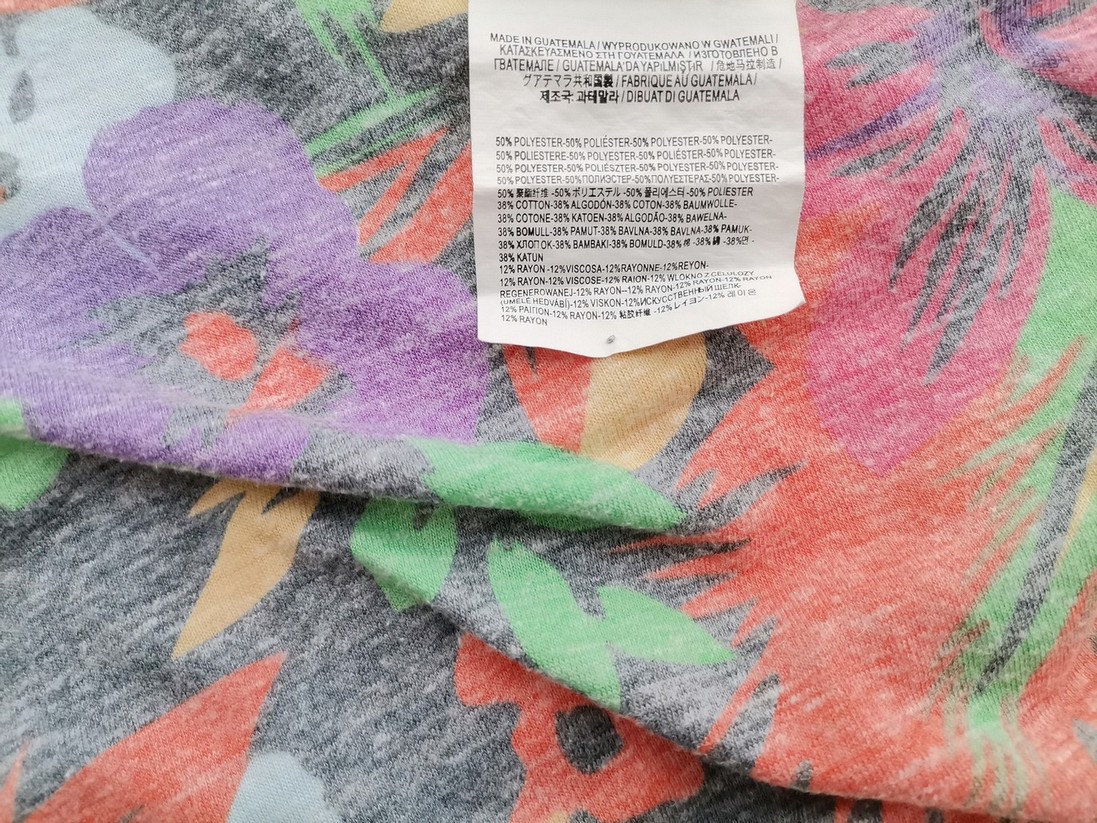 MADE IN GUATEMALA / WYPRODUKOWANO W GWATEMALI /
ΚΑΤΑΣΚΕΥΑΣΜΕΝΟ ΣΤΗ ΓΟΥΑΤΕΜΑΛΑ / ИЗГОТОВЛЕНО В
ГВАТЕМАЛЕ / GUATEMALA'DA YAPILMIŞTIR / 危地马拉制造 /
グアテマラ共和国製 / FABRIQUE AU GUATEMALA /
제조국: 과테말라 / DIBUAT DI GUATEMALA
50% POLYESTER-50% POLIÉSTER-50% POLYESTER-50% POLYESTER-
50% POLIESTERE-50% POLYESTER-50% POLIÉSTER-50% POLYESTER-
50% POLYESTER-50% POLIÉSZTER-50% POLYESTER-50% POLYESTER-
50% POLYESTER-50%ПОЛИЭСТЕР-50%ΠΟΛΥΕΣΤΕΡΑΣ-50% POLYESTER-
50% 聚酯纤维 -50%ポリエステル -50% 폴리에스터 -50% POLIESTER
38% COTTON-38% ALGODÓN-38% COTON-38% BAUMWOLLE-
38% COTONE-38% KATOEN-38% ALGODÃO-38% BAWELNA-
38% BOMULL-38% PAMUT-38% BAVLNA-38% BAVLNA-38% PAMUK-
38% ХЛОПОК-38% BAMBAKI-38% BOMULD-38% 棉 -38% 綿 -38%면 -
38% KATUN
12% RAYON -12%VISCOSA-12%RAYONNE-12%REYON-
12% RAYON-12% VISCOSE-12% RAION-12% WLOKNO Z CELULOZY
REGENEROWANEJ-12% RAYON--12% RAYON-12% RAYON-12% RAYON
(UMĚLÉ HEDVÁBÍ)-12% VISKON-12%ИСКУССТВЕННЫЙ ШЕЛК-
12% ΡΑΙΓΙΟΝ-12% RAYON-12% 粘胶纤维 -12% レイヨン-12% 레이온
12% RAYON